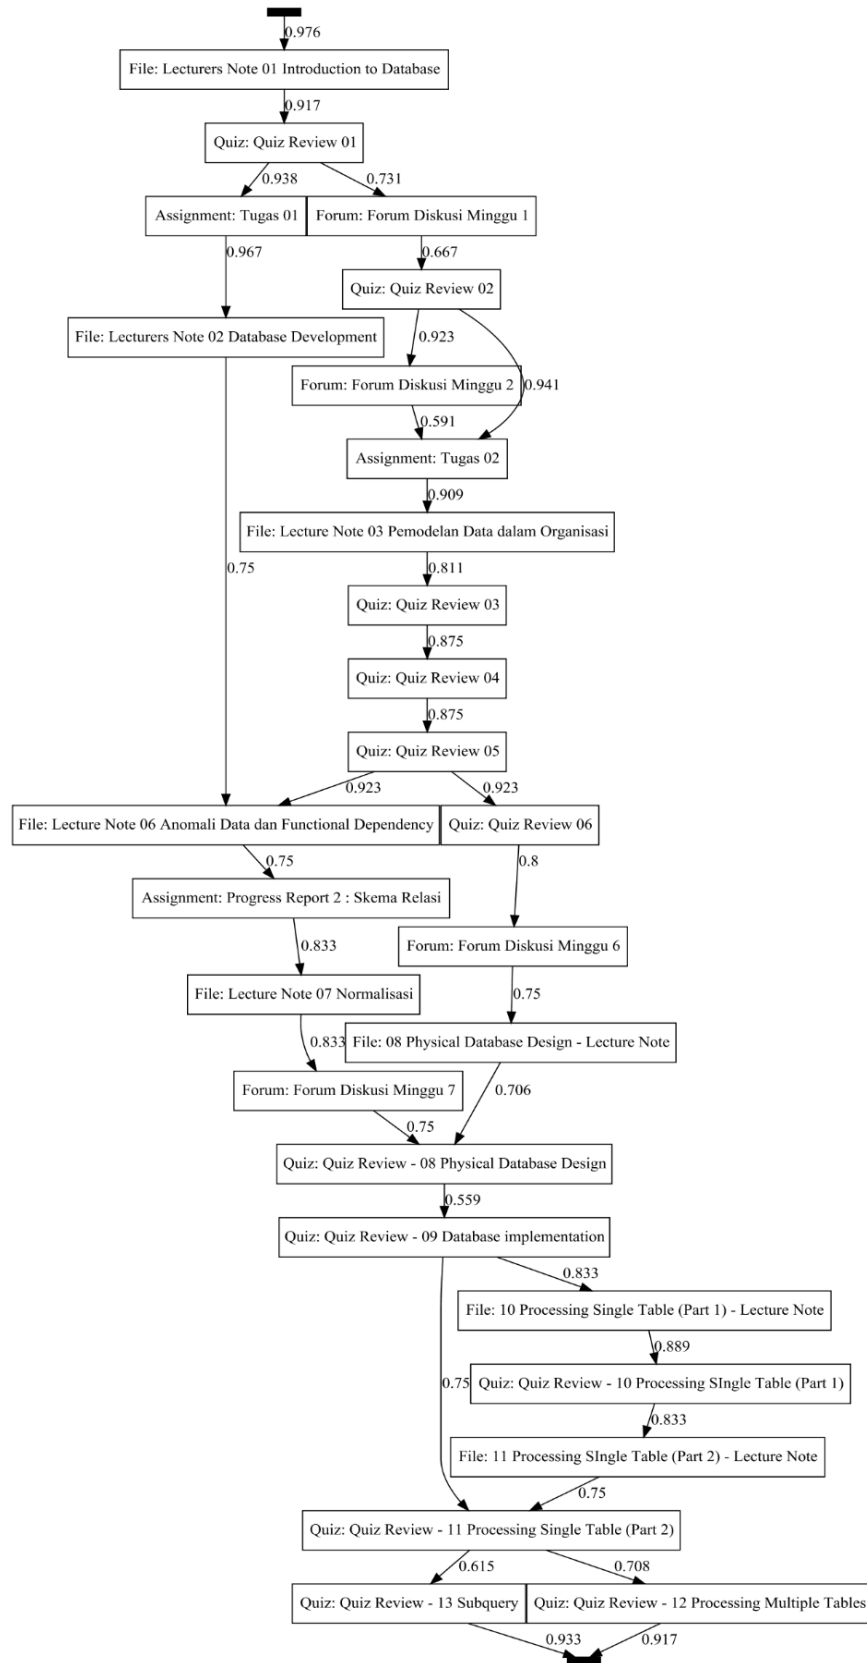 0.976
File: Lecturers Note 01 Introduction to Database
0.917
Quiz: Quiz Review 01
0.938
0.731
Assignment: Tugas 01
Forum: Forum Diskusi Minggu 1
0.967
0.667
Quiz: Quiz Review 02
File: Lecturers Note 02 Database Development
0.923
Forum: Forum Diskusi Minggu 2
0.941
0.591
Assignment: Tugas 02
0.909
File: Lecture Note 03 Pemodelan Data dalam Organisasi
0.75
0.811
Quiz: Quiz Review 03
0.875
Quiz: Quiz Review 04
0.875
Quiz: Quiz Review 05
0.923
0.923
File: Lecture Note 06 Anomali Data dan Functional Dependency
Quiz: Quiz Review 06
0.75
0.8
Assignment: Progress Report 2 : Skema Relasi
0.833
Forum: Forum Diskusi Minggu 6
File: Lecture Note 07 Normalisasi
0.75
0.833
File: 08 Physical Database Design - Lecture Note
Forum: Forum Diskusi Minggu 7
0.706
0.75
Quiz: Quiz Review - 08 Physical Database Design
0.559
Quiz: Quiz Review - 09 Database implementation
0.833
File: 10 Processing Single Table (Part 1) - Lecture Note
0.889
0.75
Quiz: Quiz Review - 10 Processing SIngle Table (Part 1)
0.833
File: 11 Processing SIngle Table (Part 2) - Lecture Note
0.75
Quiz: Quiz Review - 11 Processing Single Table (Part 2)
0.615
0.708
Quiz: Quiz Review - 13 Subquery
Quiz: Quiz Review - 12 Processing Multiple Tables
0.933
0.917